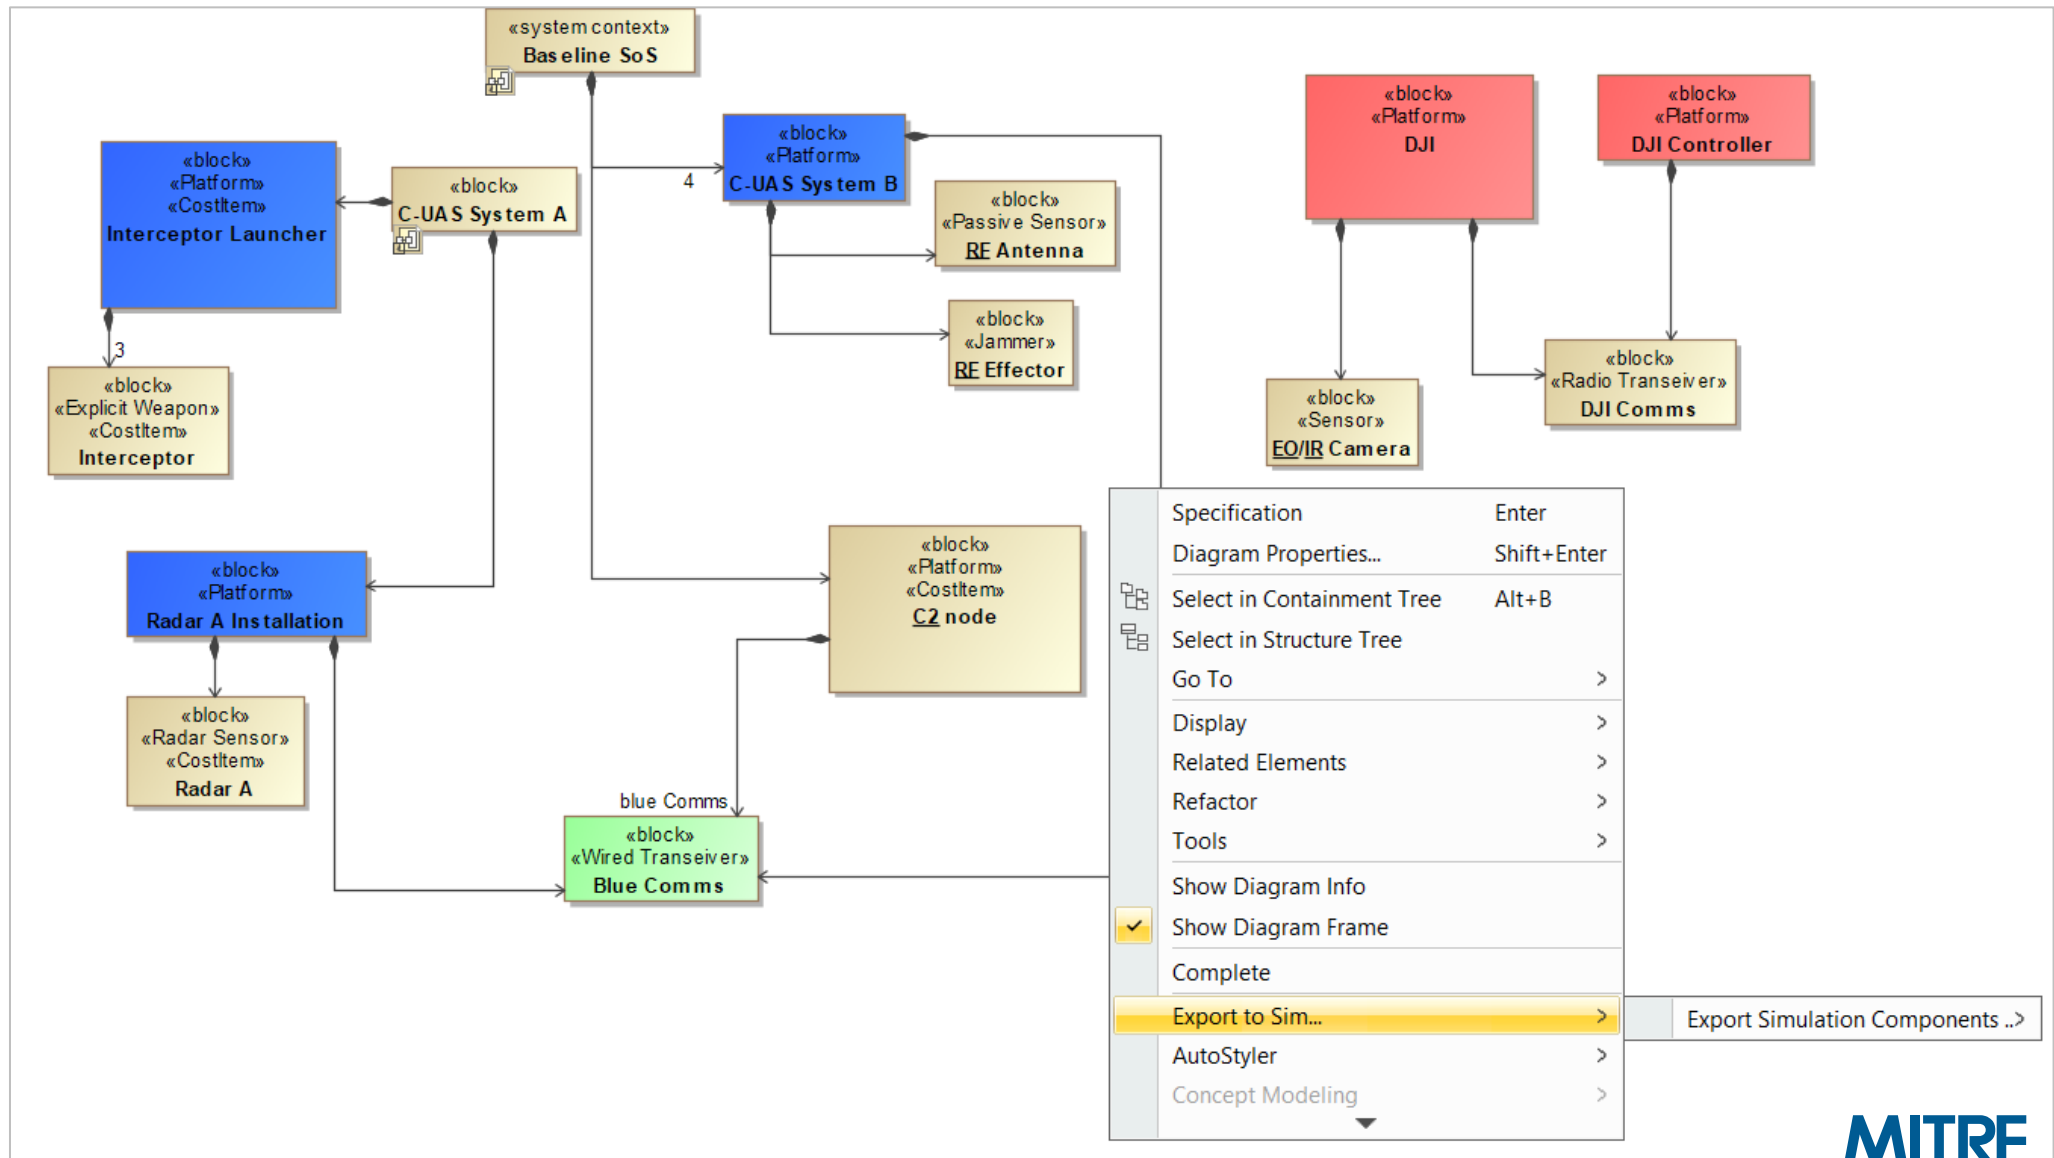 «system context»
Baseline SoS
«block»
«Platform»
«CostItem»
Interceptor Launcher
«block»
C-UAS System A
4
«block»
«Platform»
C-UAS System B
«block»
«Passive Sensor»
RF Antenna
«block»
«Jammer»
RF Effector
«block»
«Platform»
DJI
«block»
«Platform»
DJI Controller
3
«block»
«Explicit Weapon»
«CostItem»
Interceptor
«block»
«Sensor»
EO/IR Camera
«block»
«Radio Transeiver»
DJI Comms
«block»
«Platform»
Radar A Installation
«block»
«Platform»
«CostItem»
C2 node
«block»
«Radar Sensor»
«CostItem»
Radar A
blue Comms
«block»
«Wired Transeiver»
Blue Comms
Specification Enter
Diagram Properties... Shift+Enter
Select in Containment Tree Alt+B
Select in Structure Tree
Go To
Display
Related Elements
Refactor
Tools
Show Diagram Info
Show Diagram Frame
Complete
Export to Sim...
Export Simulation Components ..
AutoStyler
Concept Modeling
MITRE